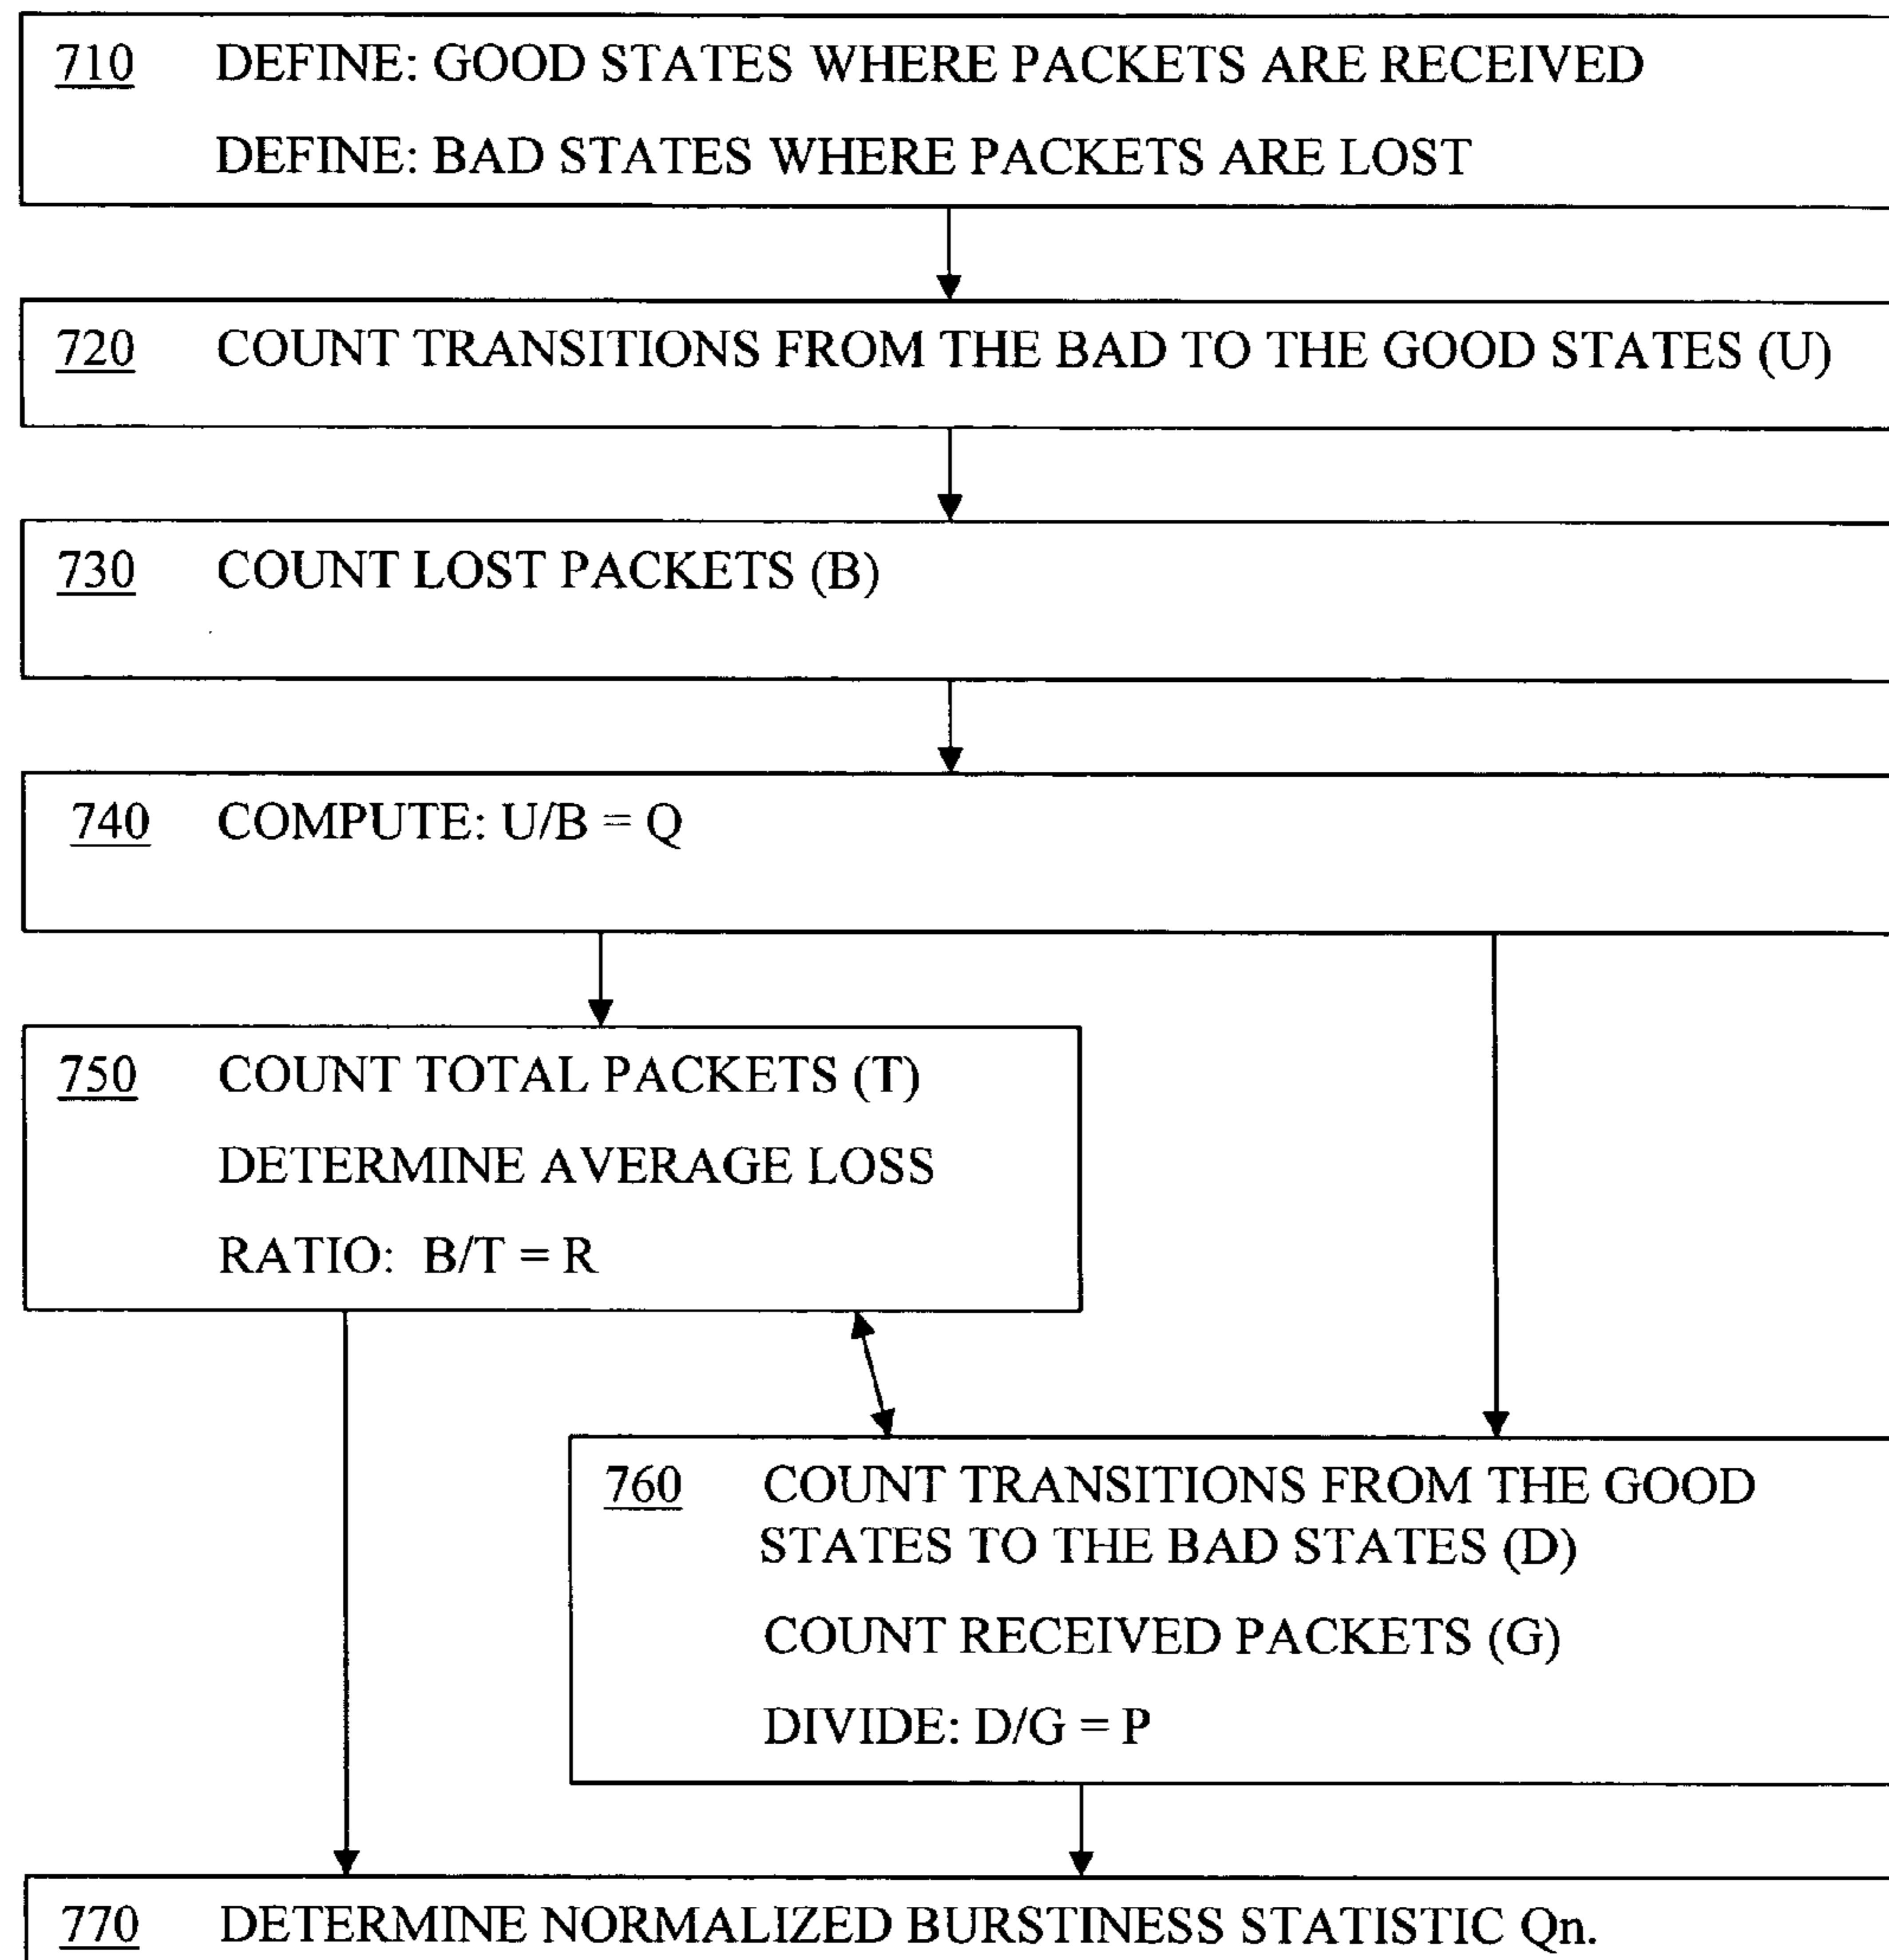 710 DEFINE: GOOD STATES WHERE PACKETS ARE RECEIVED
DEFINE: BAD STATES WHERE PACKETS ARE LOST
720 COUNT TRANSITIONS FROM THE BAD TO THE GOOD STATES (U)
730 COUNT LOST PACKETS (B)
740 COMPUTE: U/B = Q
750 COUNT TOTAL PACKETS (T)
DETERMINE AVERAGE LOSS
RATIO: B/T = R
760 COUNT TRANSITIONS FROM THE GOOD
STATES TO THE BAD STATES (D)
COUNT RECEIVED PACKETS (G)
DIVIDE: D/G = P
770 DETERMINE NORMALIZED BURSTINESS STATISTIC Qn.